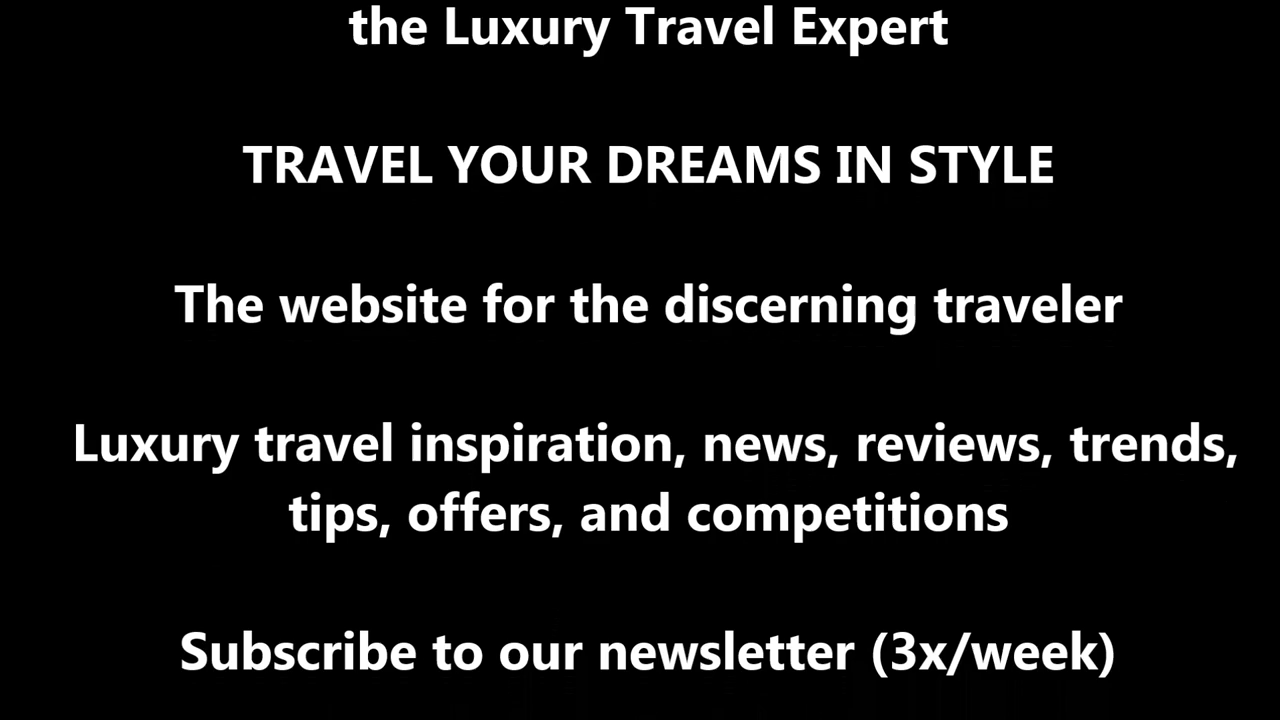 the Luxury Travel Expert
TRAVEL YOUR DREAMS IN STYLE
The website for the discerning traveler
Luxury travel inspiration, news, reviews, trends,
tips, offers, and competitions
Subscribe to our newsletter (3x/week)